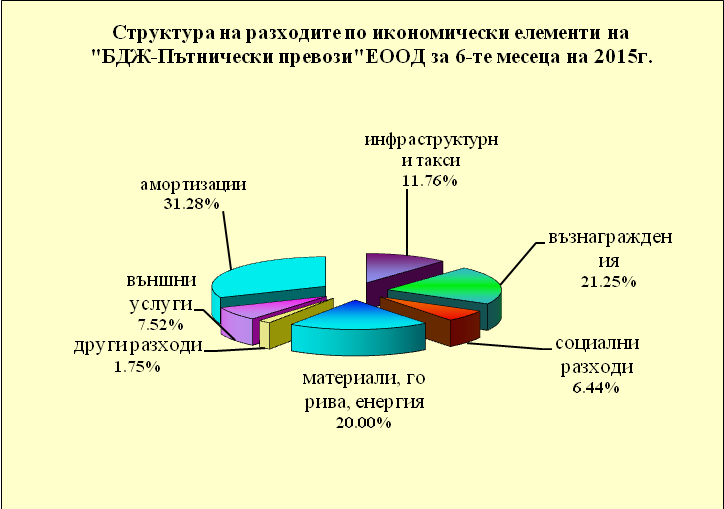 Структура на разходите по икономически елементи на
"БДЖ-Пътнически превози"ЕООД за 6-те месеца на 2015г.
инфраструктурн
и такси
11.76%
амортизации
31.28%
възнагражден
ия
21.25%
външни
услуги
7.52%
други разходи
1.75%
социални
разходи
6.44%
материали, го
рива, енергия
20.00%